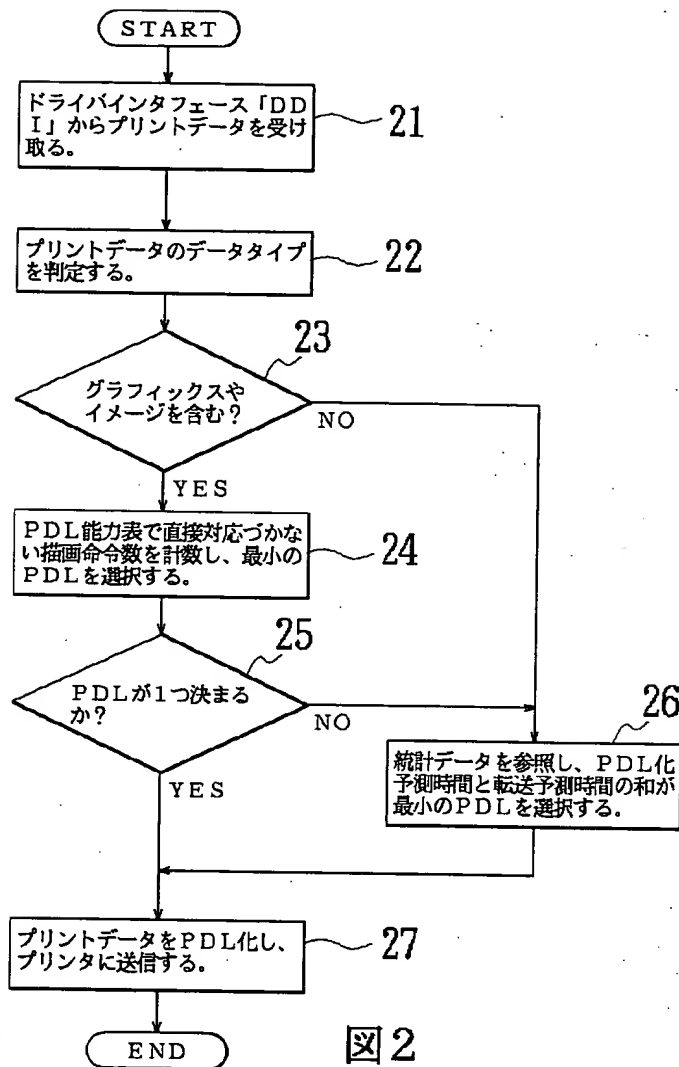 START
ドライバインタフェース「DD
I」からプリントデータを受け
取る。
21
プリントデータのデータタイプ
を判定する。
22
23
グラフィックスや
イメージを含む?
NO
YES
PDL能力表で直接対応づかな
い描画命令数を計数し、最小の
PDLを選択する。
24
25
PDLが1つ決まる
か?
NO
YES
26
統計データを参照し、PDL化
予測時間と転送予測時間の和が
最小のPDLを選択する。
プリントデータをPDL化し、
プリンタに送信する。
27
END
図2